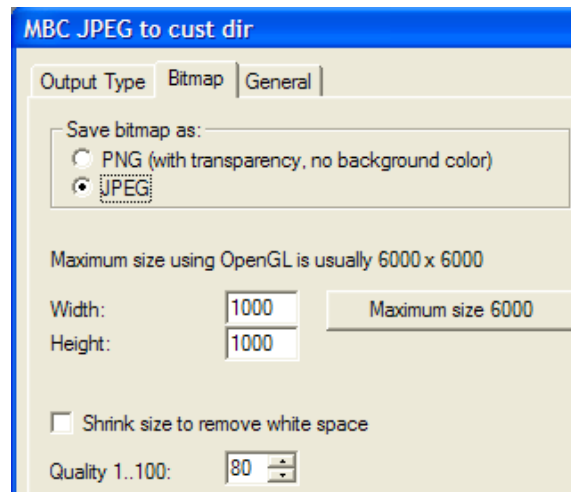 MBC JPEG to cust dir
Output Type Bitmap General
Save bitmap as:
PNG (with transparency, no background color)
JPEG
Maximum size using OpenGL is usually 6000 x 6000
Width: 1000 Maximum size 6000
Height: 1000
Shrink size to remove white space
Quality 1..100: 80